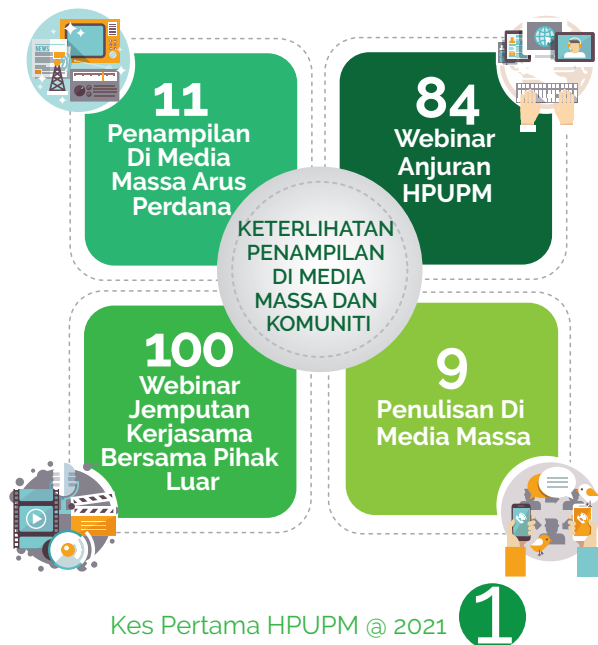 NEWS
11
Penampilan
Di Media
Massa Arus
Perdana
84
Webinar
Anjuran
HPUPM
KETERLIHATAN
PENAMPILAN
DI MEDIA
MASSA DAN
KOMUNITI
100
Webinar
Jemputan
Kerjasama
Bersama Pihak
Luar
9
Penulisan Di
Media Massa
Kes Pertama HPUPM @ 2021 1